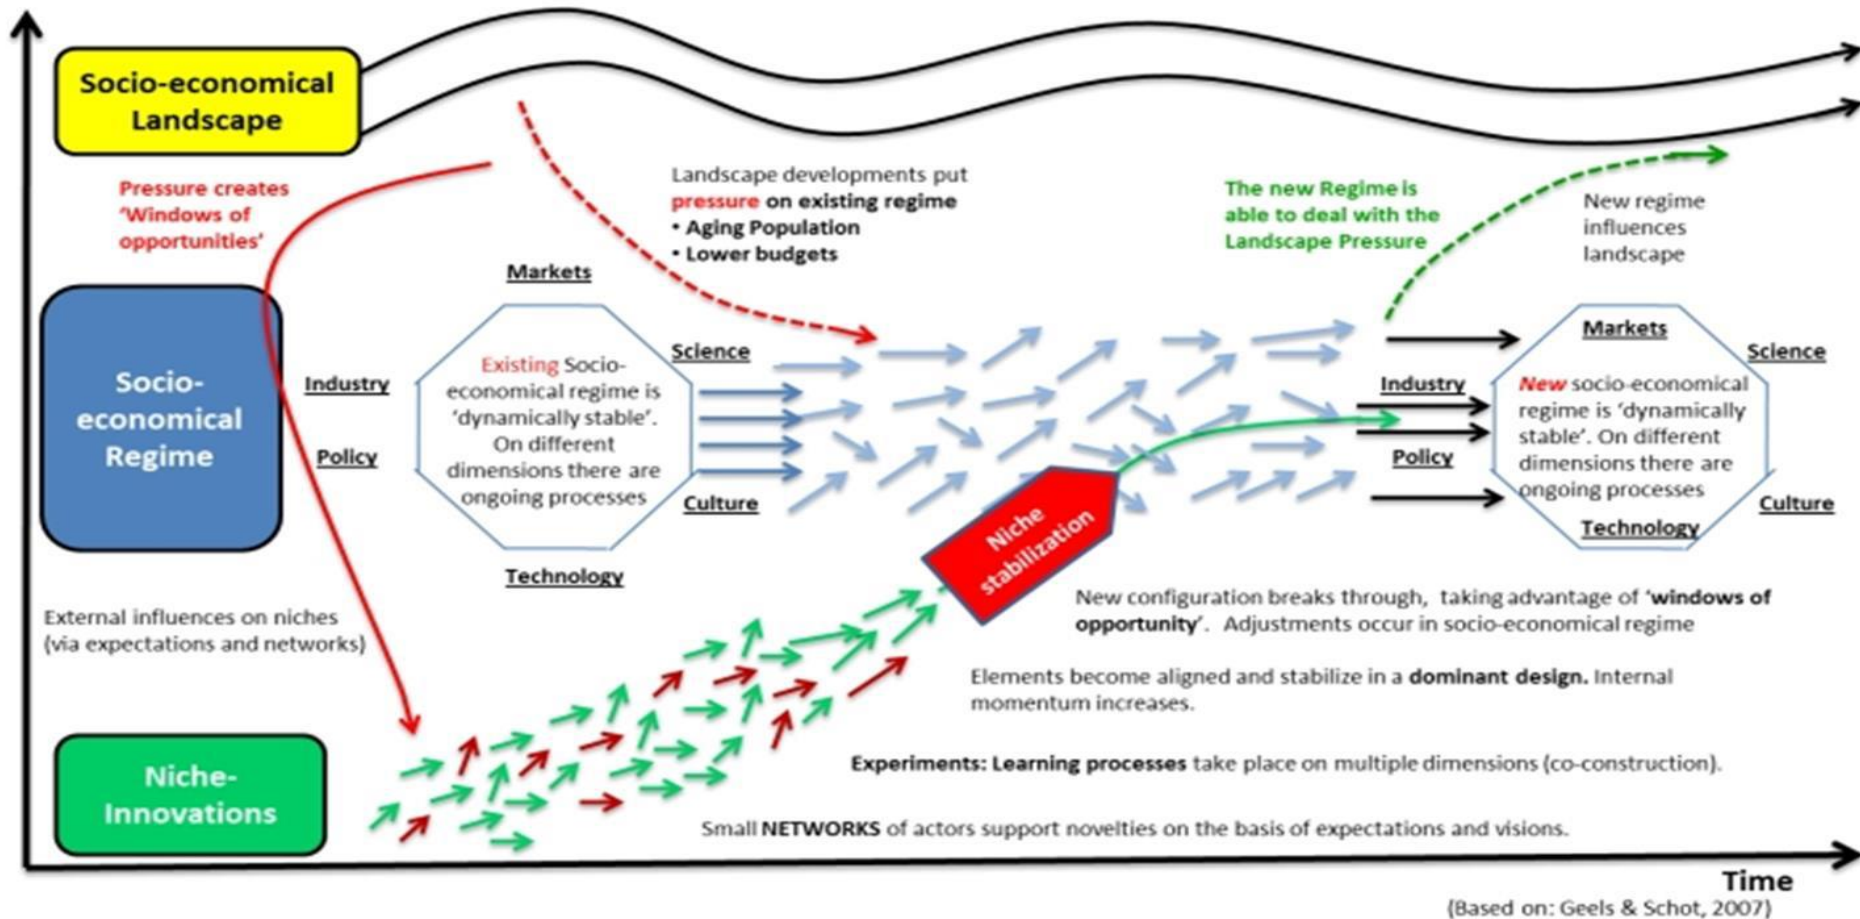 Socio-economical
Landscape
Pressure creates
‘Windows of
opportunities’
Landscape developments put
pressure on existing regime
• Aging Population
• Lower budgets
The new Regime is
able to deal with the
Landscape Pressure
New regime
influences
landscape
Socio-
economical
Regime
Markets
Science
Industry
Policy
Culture
Technology
Existing Socio-
economical regime is
‘dynamically stable’.
On different
dimensions there are
ongoing processes
Markets
Science
Industry
Policy
Culture
Technology
New socio-economical
regime is ‘dynamically
stable’. On different
dimensions there are
ongoing processes
Niche
stabilization
External influences on niches
(via expectations and networks)
New configuration breaks through, taking advantage of ‘windows of
opportunity’. Adjustments occur in socio-economical regime
Elements become aligned and stabilize in a dominant design. Internal
momentum increases.
Niche-
Innovations
Experiments: Learning processes take place on multiple dimensions (co-construction).
Small NETWORKS of actors support novelties on the basis of expectations and visions.
Time
(Based on: Geels & Schot, 2007)